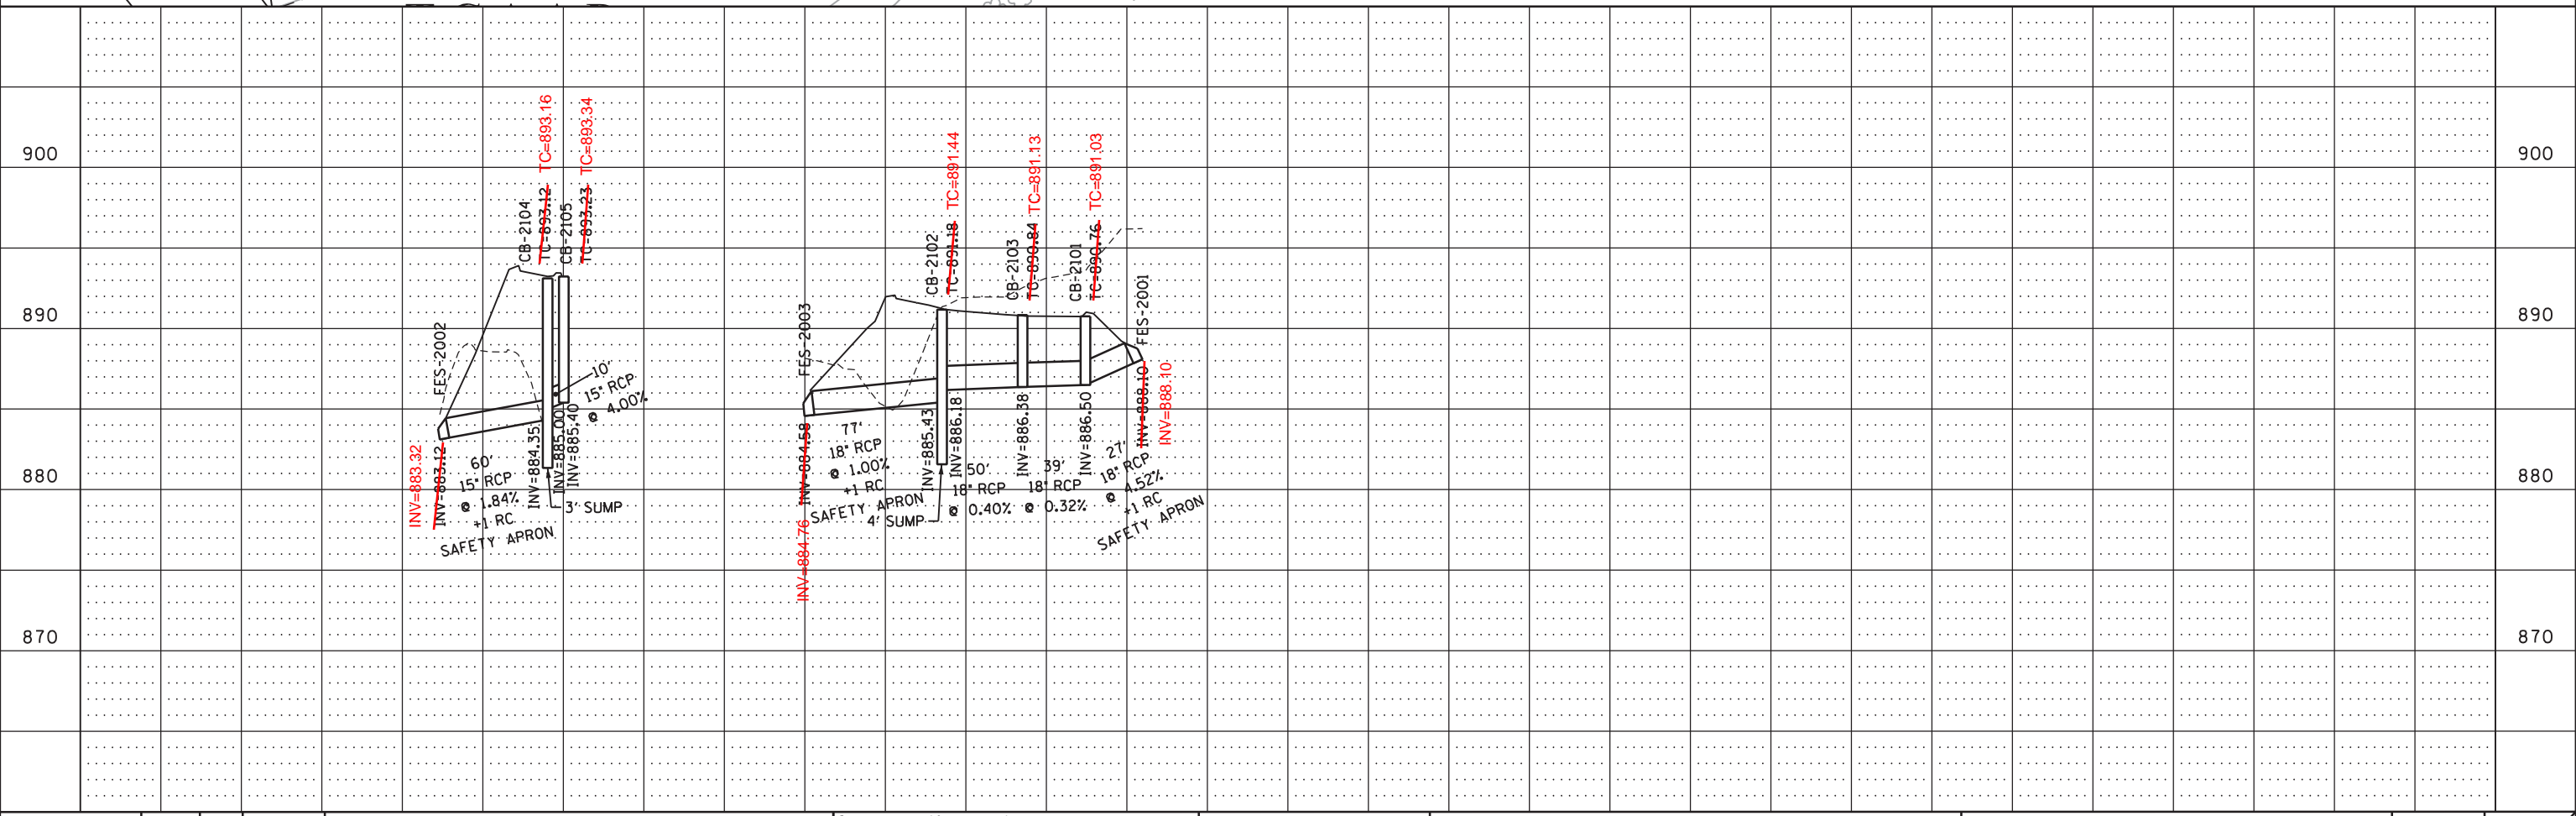 900
890
880
870
TC=893.16
TC=893.34
CB-2104
TC=893.12
CB-2105
TC=893.23
FES-2002
10'
15" RCP
@ 4.00%
INV=883.32
INV=883.12
60'
15" RCP
@ 1.84%
+1 RC
SAFETY APRON
INV=884.35
INV=885.00
INV=885.40
3' SUMP
TC=891.44
TC=891.13
TC=891.03
CB-2102
TC=891.18
CB-2103
TC=890.84
CB-2101
TC=890.76
FES-2003
FES-2001
INV=884.58
INV=884.76
77'
18" RCP
@ 1.00%
+1 RC
SAFETY APRON
4' SUMP
INV=885.43
INV=886.18
50'
18" RCP
@ 0.40%
INV=886.38
39'
18" RCP
@ 0.32%
INV=886.50
27'
18" RCP
@ 4.52%
+1 RC
SAFETY APRON
INV=888.10
INV=888.10
900
890
880
870